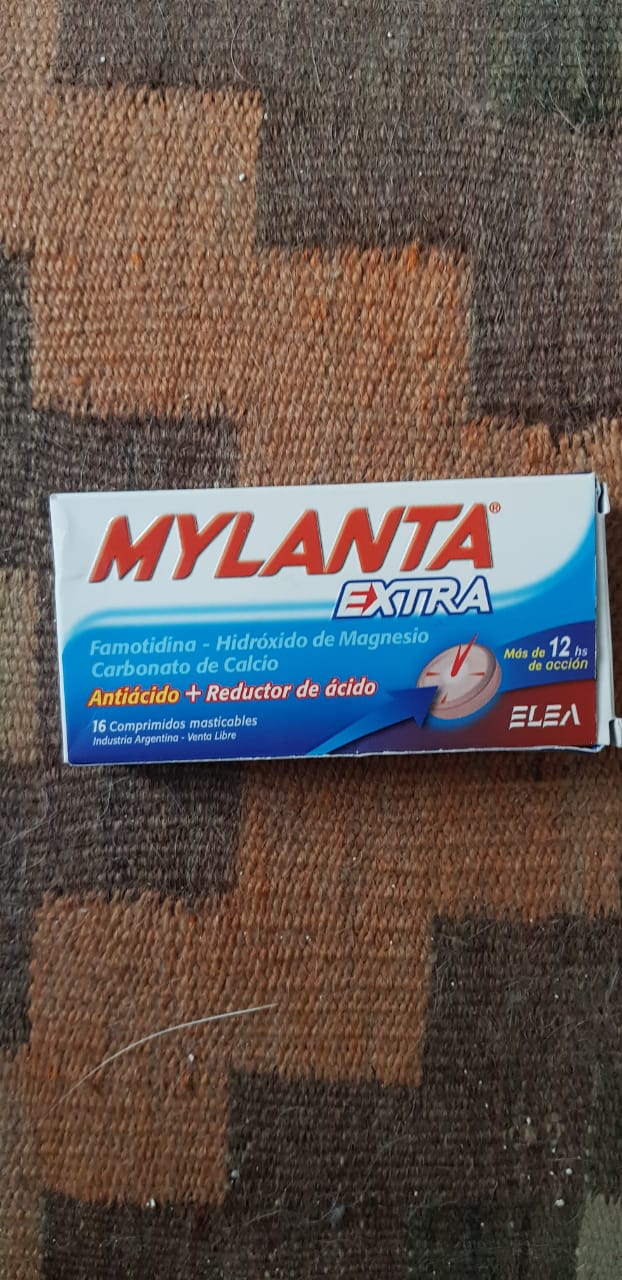 MYLANTA®
EXTRA
Famotidina - Hidróxido de Magnesio
Carbonato de Calcio
Antiácido + Reductor de ácido
16 Comprimidos masticables
Industria Argentina - Venta Libre
Más de 12 hs
de acción
ELEA